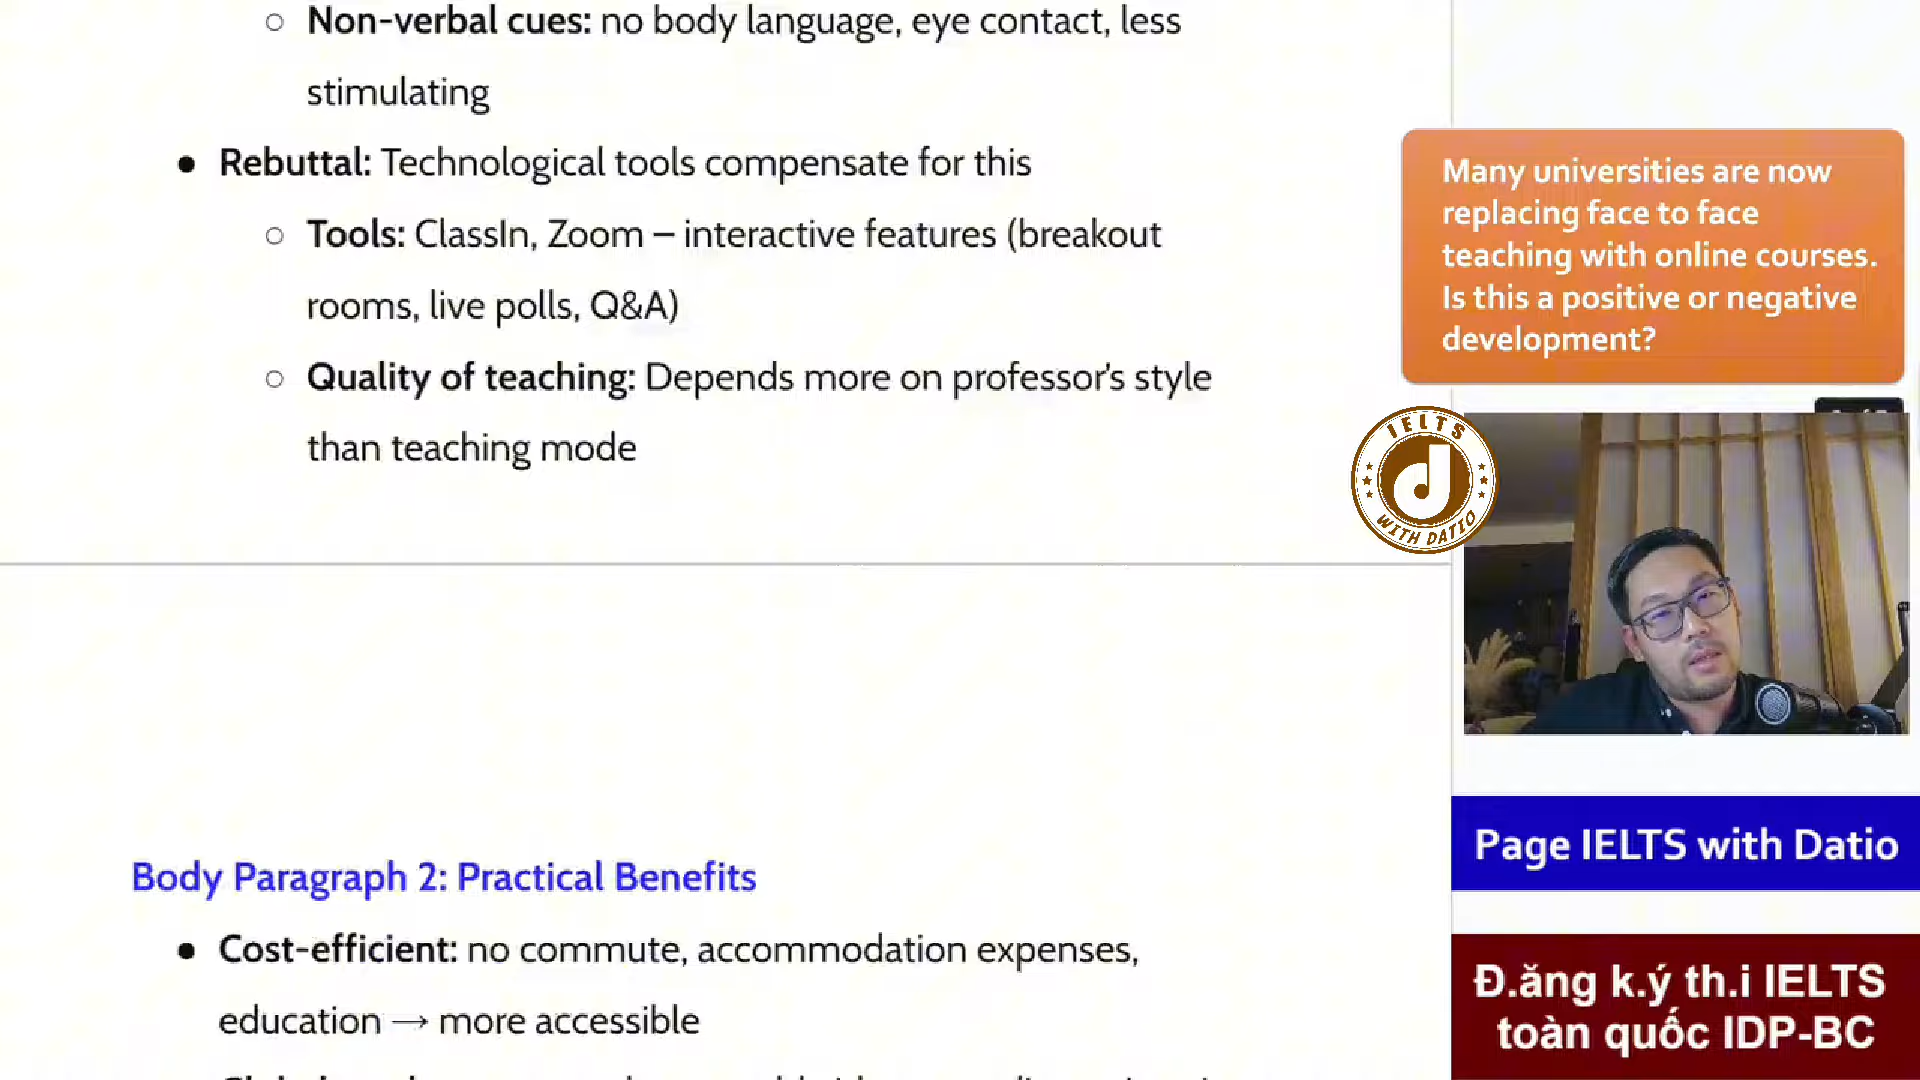 Non-verbal cues: no body language, eye contact, less
stimulating
Rebuttal: Technological tools compensate for this
Tools: ClassIn, Zoom – interactive features (breakout
rooms, live polls, Q&A)
Quality of teaching: Depends more on professor's style
than teaching mode
Body Paragraph 2: Practical Benefits
Cost-efficient: no commute, accommodation expenses,
education → more accessible
Many universities are now
replacing face to face
teaching with online courses.
Is this a positive or negative
development?
IELTS
WITH DATIO
Page IELTS with Datio
Đ.ăng k.ý th.i IELTS
toàn quốc IDP-BC